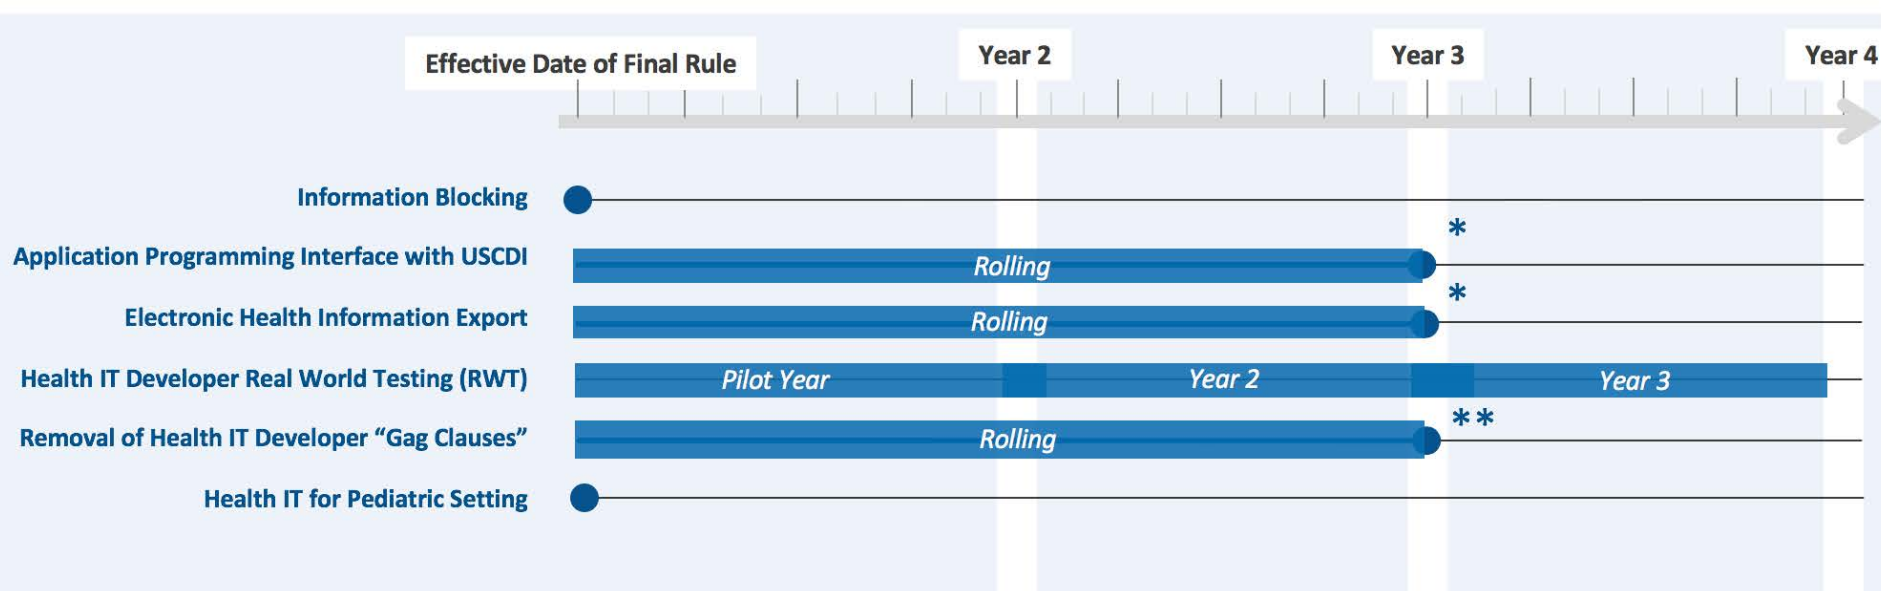 Effective Date of Final Rule
Year 2
Year 3
Year 4
Information Blocking
*
Application Programming Interface with USCDI
Rolling
*
Electronic Health Information Export
Rolling
Health IT Developer Real World Testing (RWT)
Pilot Year
Year 2
Year 3
**
Removal of Health IT Developer “Gag Clauses”
Rolling
Health IT for Pediatric Setting